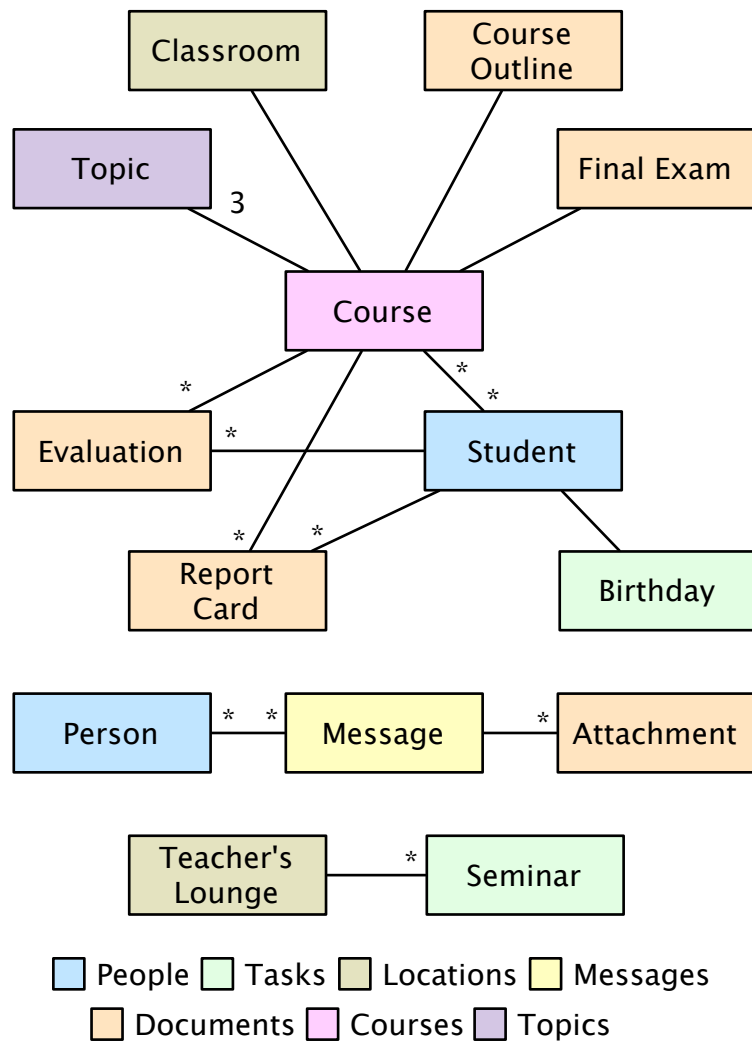 Classroom
Course
Outline
Topic
3
Final Exam
Course
*
*
*
Evaluation
*
Student
*
*
Report
Card
Birthday
Person
*
*
Message
*
Attachment
Teacher's
Lounge
*
Seminar
People
Tasks
Locations
Messages
Documents
Courses
Topics